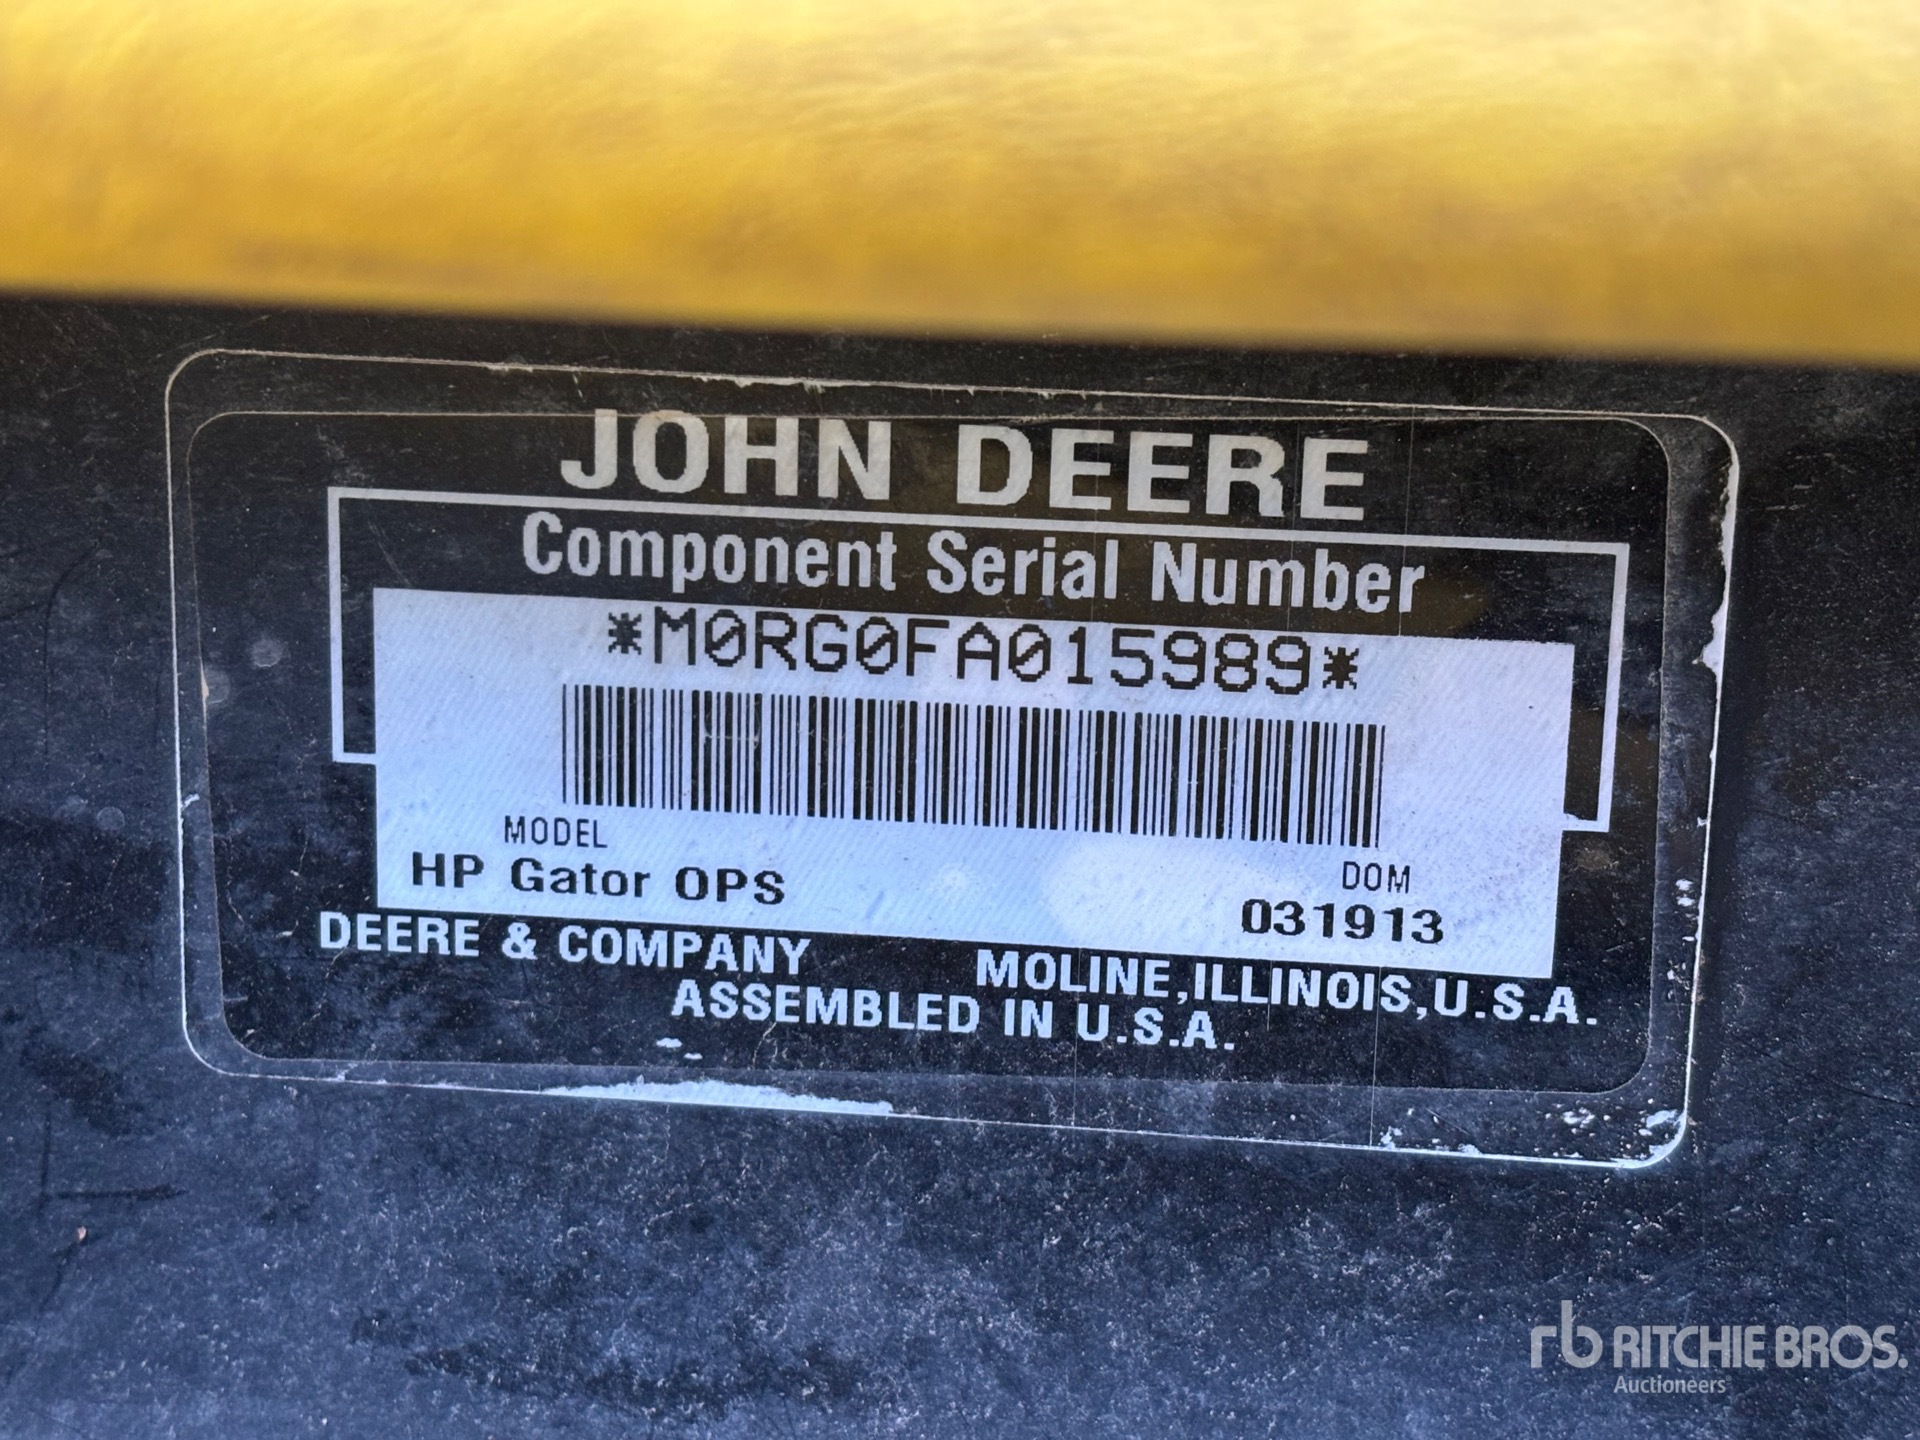 JOHN DEERE
Component Serial Number
*M0RG0FA015989*
MODEL
HP Gator OPS
DOM
031913
DEERE & COMPANY MOLINE,ILLINOIS,U.S.A.
ASSEMBLED IN U.S.A.
rb RITCHIE BROS.
Auctioneers